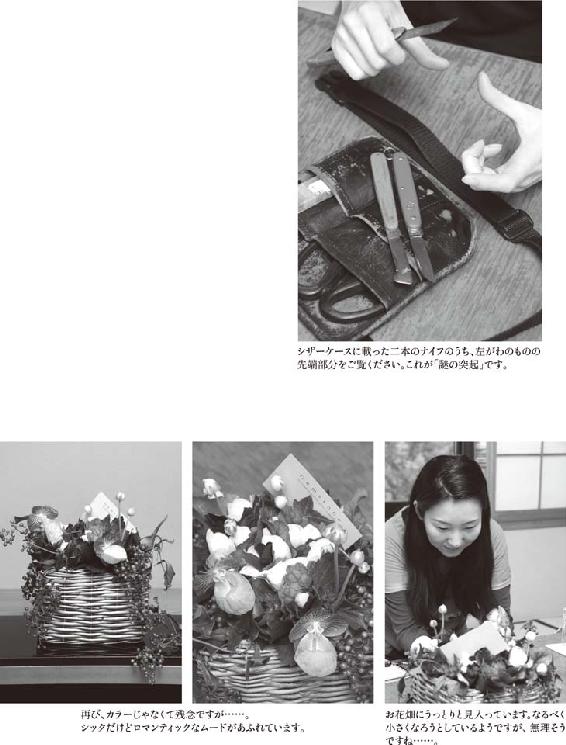 シザーケースに載った二本のナイフのうち、左がわのものの
先端部分をご覧ください。これが「謎の突起」です。
再び、カラーじゃなくて残念ですが……。
シックだけどロマンティックなムードがあふれています。
お花畑にうっとりと見入っています。なるべく
小さくなろうとしているようですが、無理そう
ですね……。